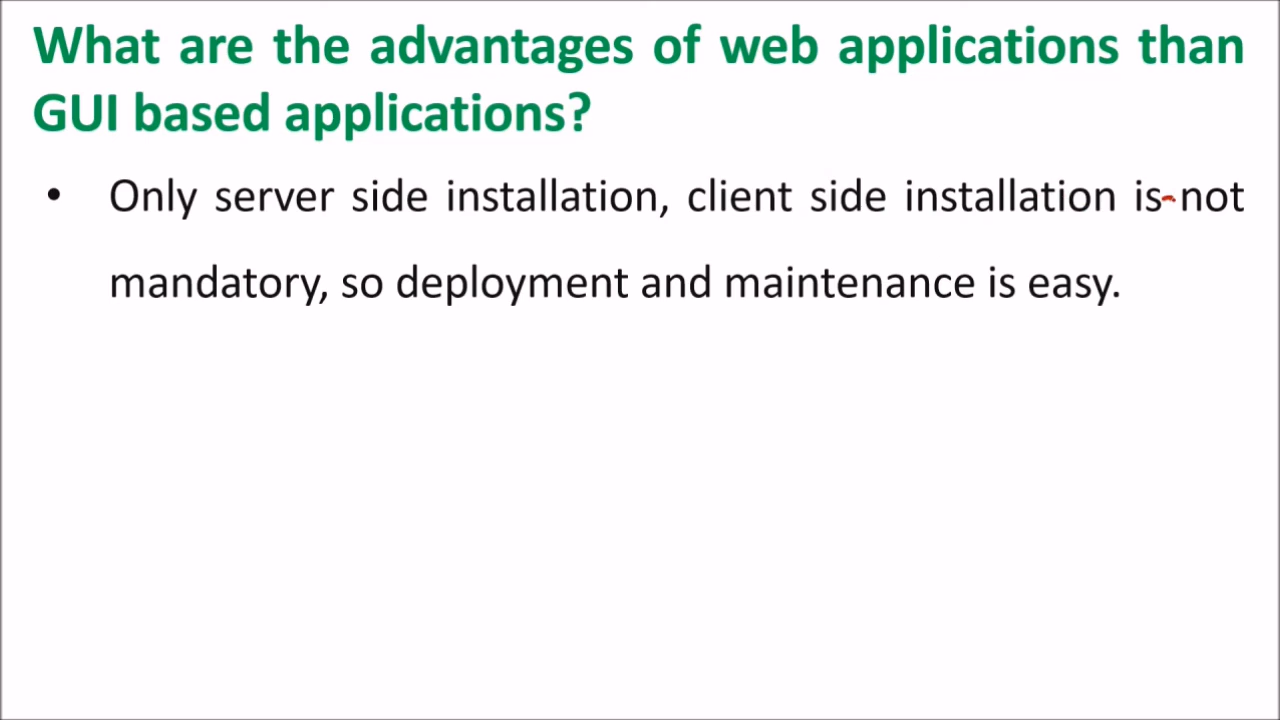 What are the advantages of web applications than
GUI based applications?
• Only server side installation, client side installation is not
mandatory, so deployment and maintenance is easy.